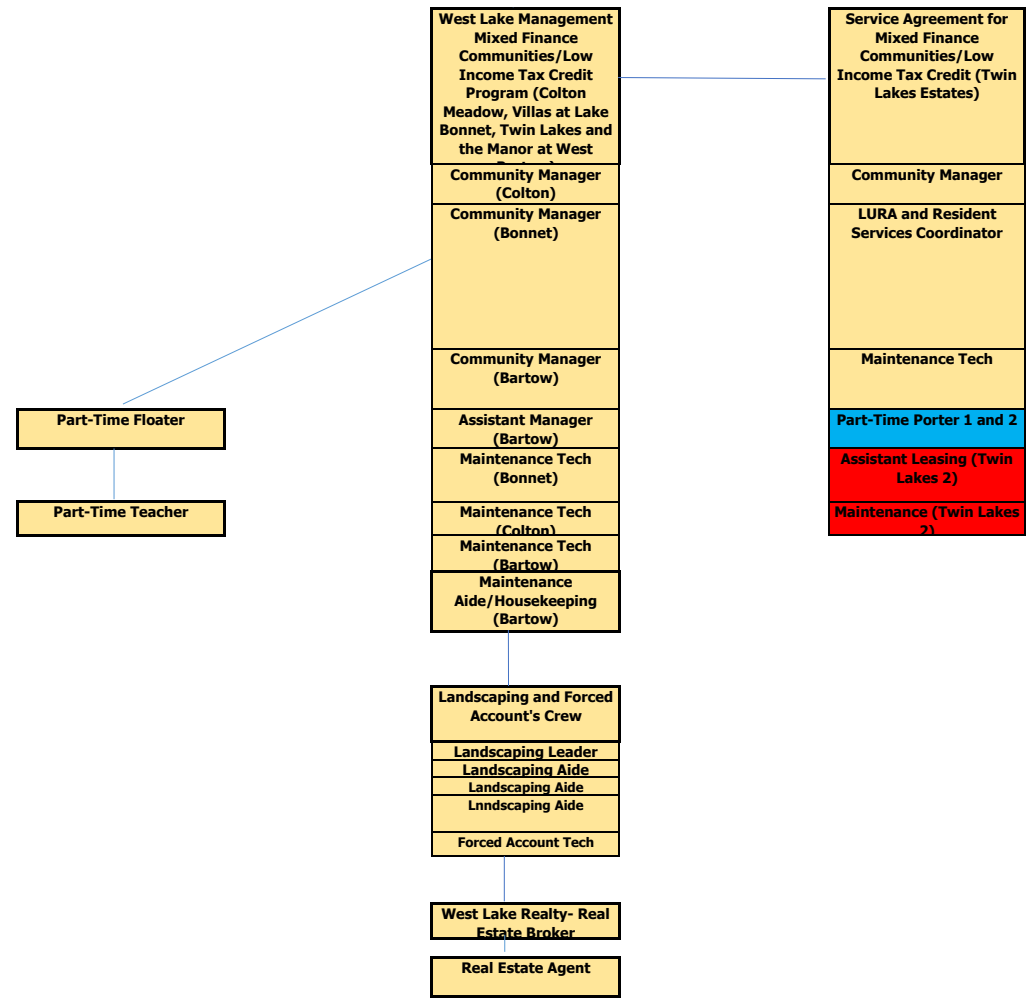 West Lake Management
Mixed Finance
Communities/Low
Income Tax Credit
Program (Colton
Meadow, Villas at Lake
Bonnet, Twin Lakes and
the Manor at West
Community Manager
(Colton)
Community Manager
(Bonnet)
Community Manager
(Bartow)
Assistant Manager
(Bartow)
Maintenance Tech
(Bonnet)
Maintenance Tech
(Colton)
Maintenance Tech
(Bartow)
Maintenance
Aide/Housekeeping
(Bartow)
Service Agreement for
Mixed Finance
Communities/Low
Income Tax Credit (Twin
Lakes Estates)
Community Manager
LURA and Resident
Services Coordinator
Maintenance Tech
Part-Time Porter 1 and 2
Assistant Leasing (Twin
Lakes 2)
Maintenance (Twin Lakes
2)
Part-Time Floater
Part-Time Teacher
Landscaping and Forced
Account's Crew
Landscaping Leader
Landscaping Aide
Landscaping Aide
Lnndscaping Aide
Forced Account Tech
West Lake Realty- Real
Estate Broker
Real Estate Agent